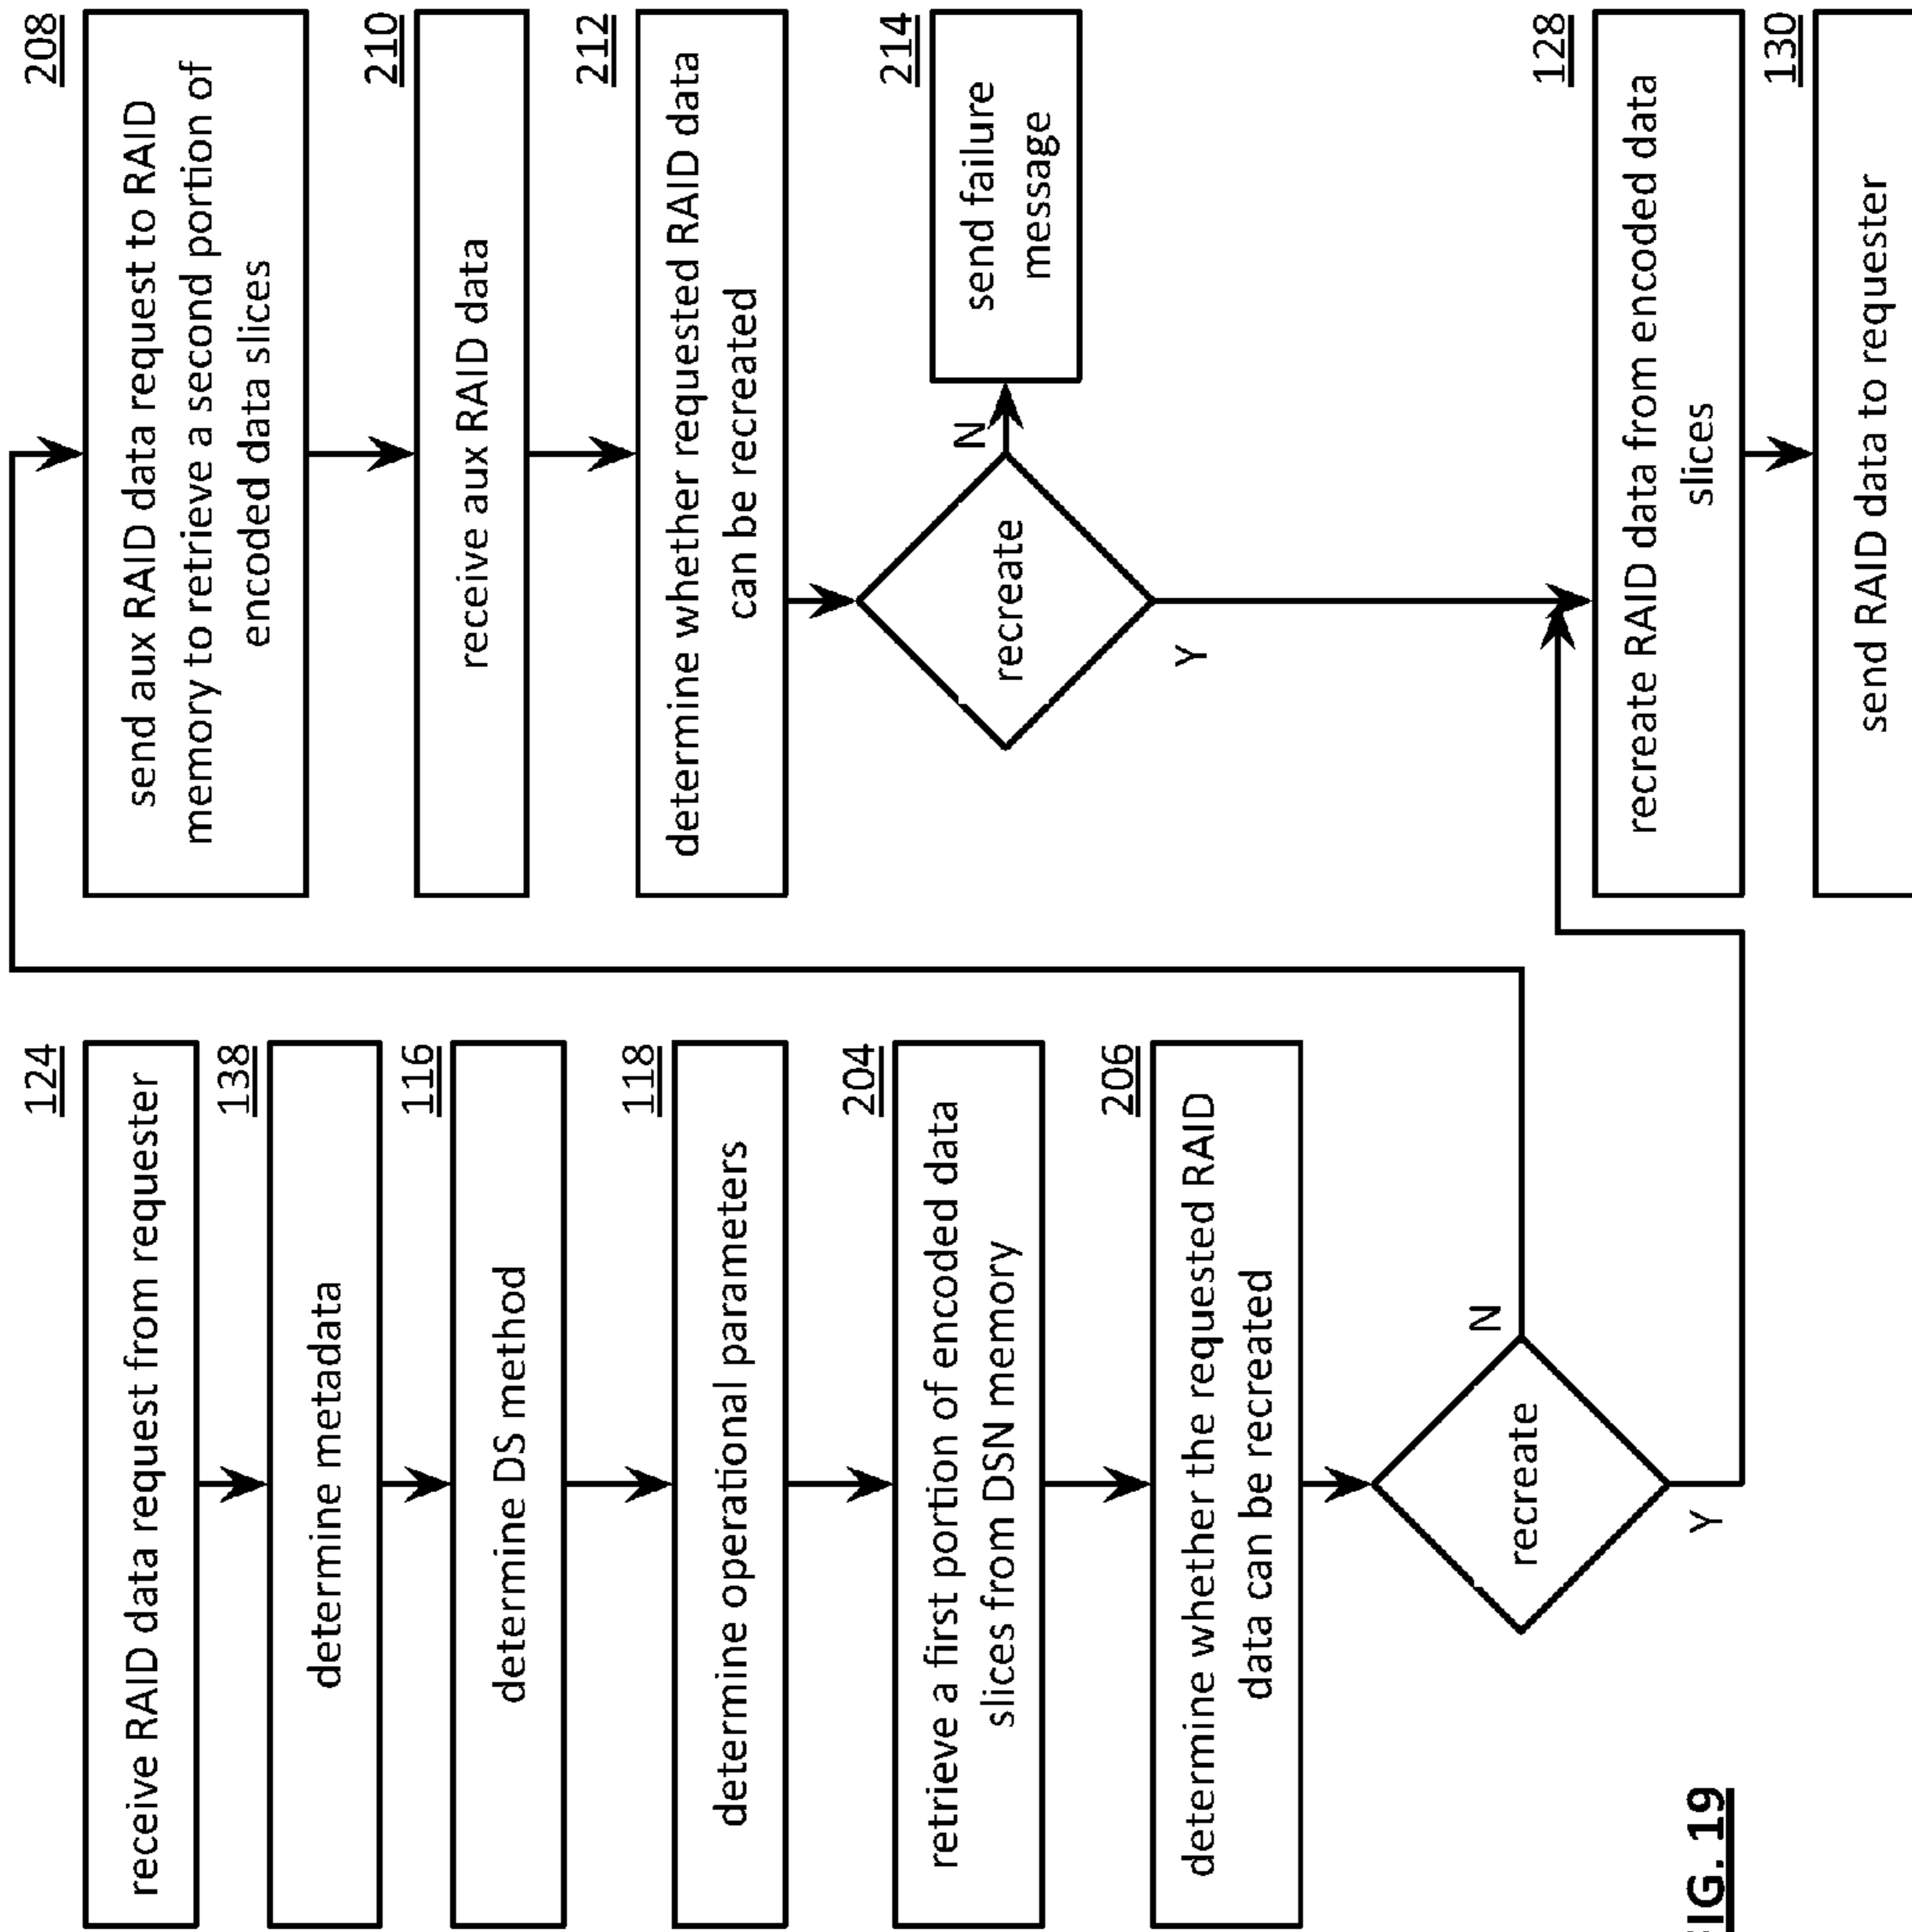 124
receive RAID data request from requester
138
determine metadata
116
determine DS method
118
determine operational parameters
204
retrieve a first portion of encoded data
slices from DSN memory
206
determine whether the requested RAID
data can be recreated
recreate
N
Y
208
send aux RAID data request to RAID
memory to retrieve a second portion of
encoded data slices
210
receive aux RAID data
212
determine whether requested RAID data
can be recreated
recreate
N
Y
214
send failure
message
128
recreate RAID data from encoded data
slices
130
send RAID data to requester
IG. 19